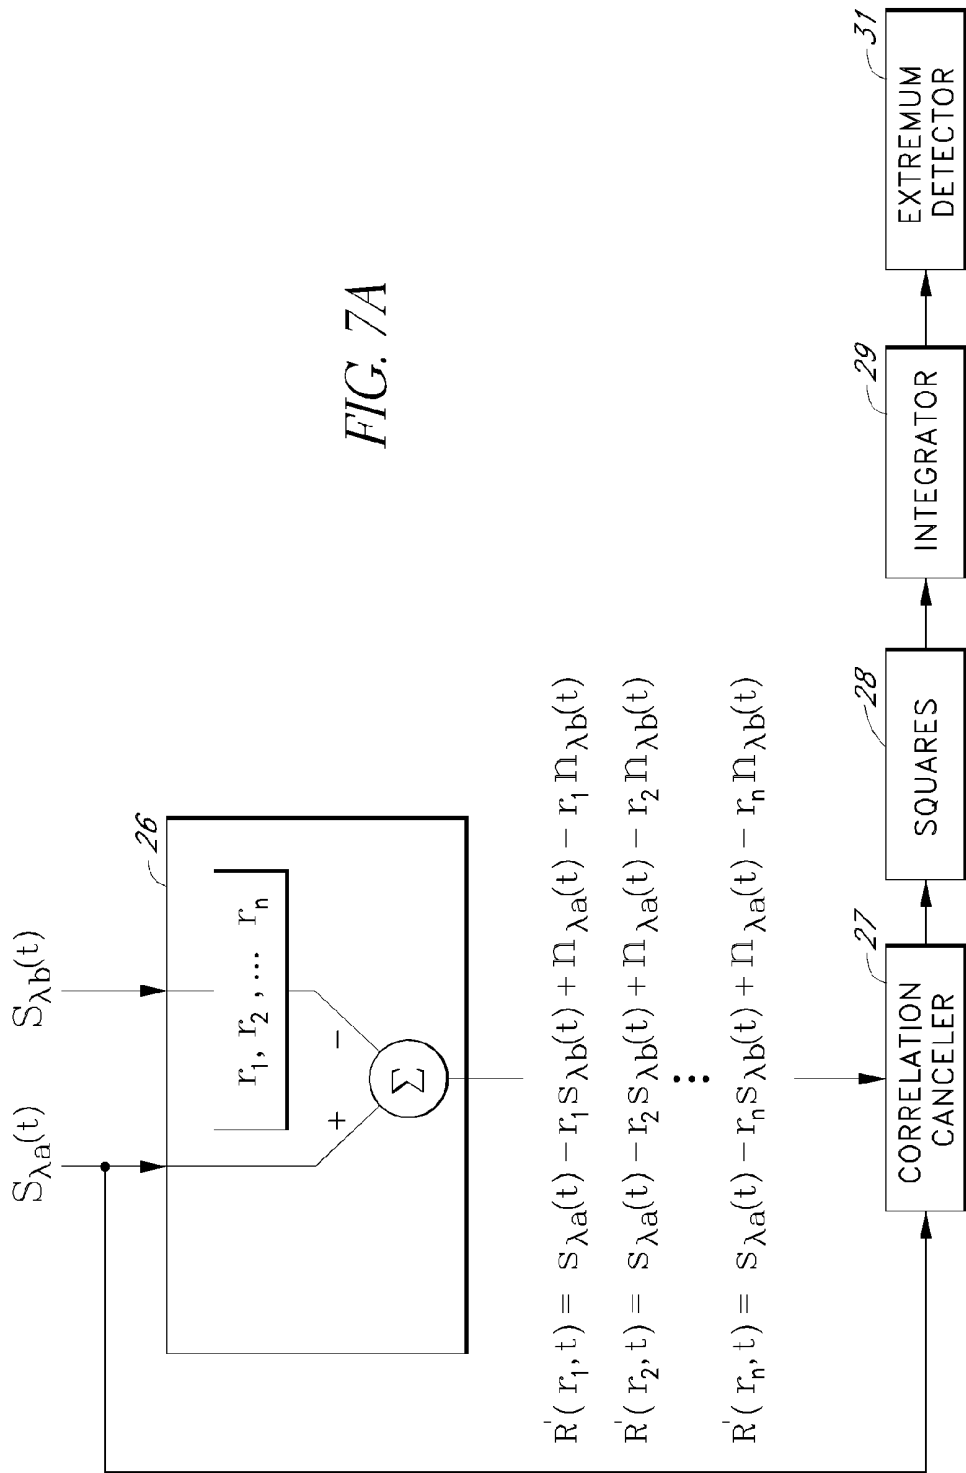 S_λa(t)
S_λb(t)
26
r_1, r_2, ... r_n
+
−
Σ
R'(r_1, t) = s_λa(t) − r_1 s_λb(t) + n_λa(t) − r_1 n_λb(t)
R'(r_2, t) = s_λa(t) − r_2 s_λb(t) + n_λa(t) − r_2 n_λb(t)
⋮
R'(r_n, t) = s_λa(t) − r_n s_λb(t) + n_λa(t) − r_n n_λb(t)
27
CORRELATION
CANCELER
28
SQUARES
29
INTEGRATOR
31
EXTREMUM
DETECTOR
FIG. 7A